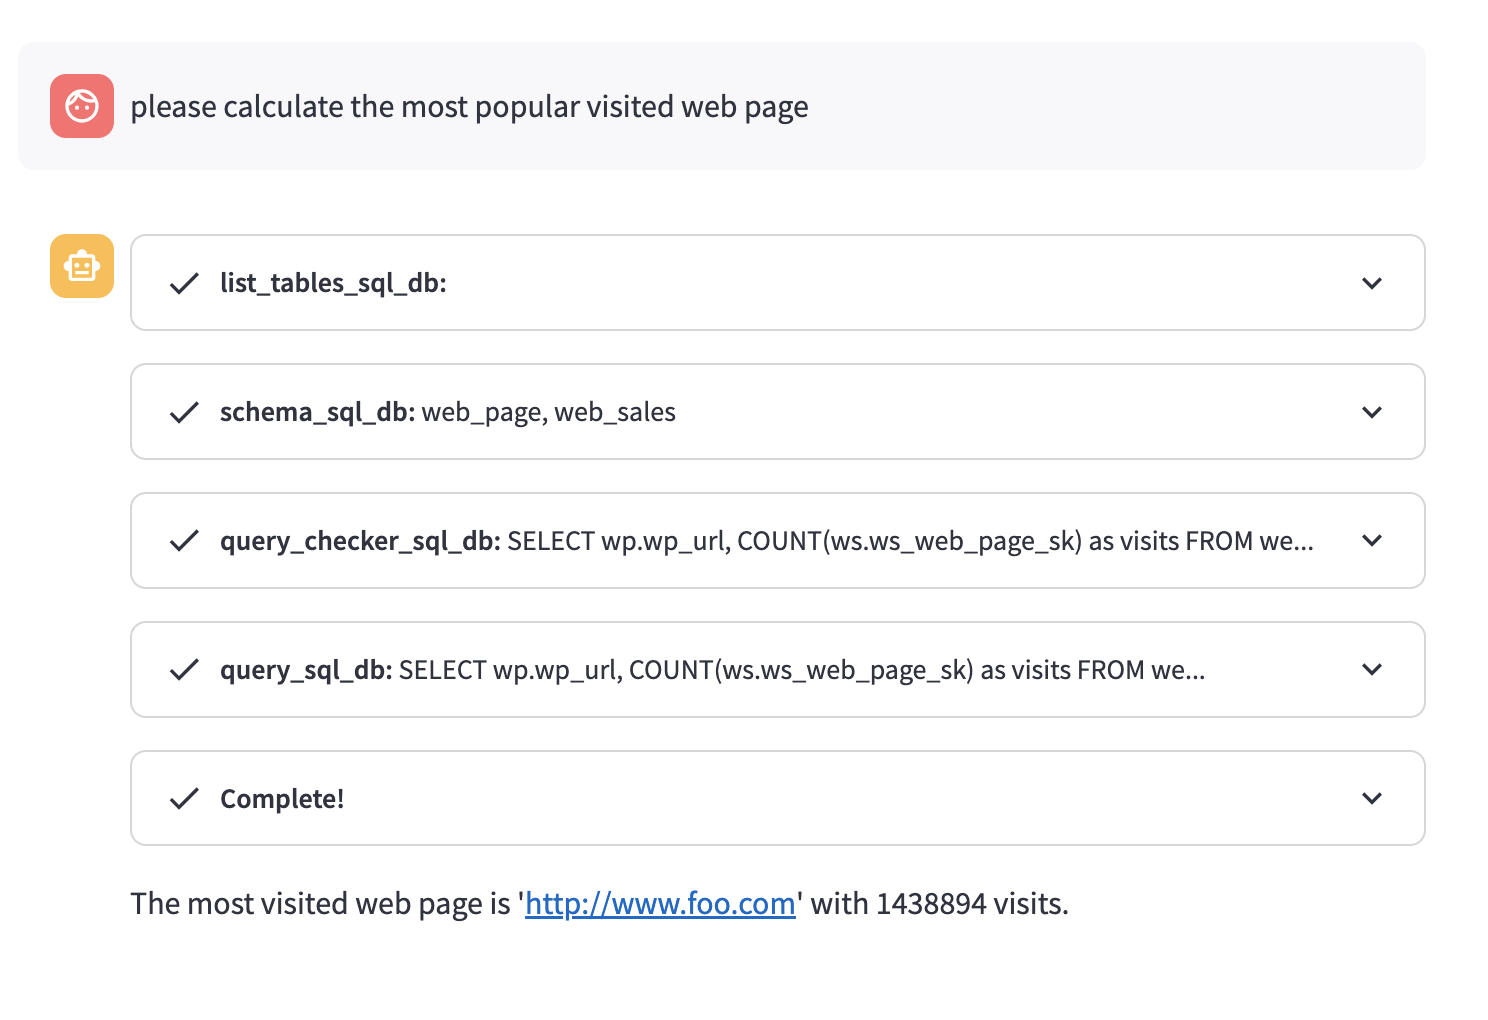 please calculate the most popular visited web page
list_tables_sql_db:
schema_sql_db: web_page, web_sales
query_checker_sql_db: SELECT wp.wp_url, COUNT(ws.ws_web_page_sk) as visits FROM we...
query_sql_db: SELECT wp.wp_url, COUNT(ws.ws_web_page_sk) as visits FROM we...
Complete!
The most visited web page is 'http://www.foo.com' with 1438894 visits.